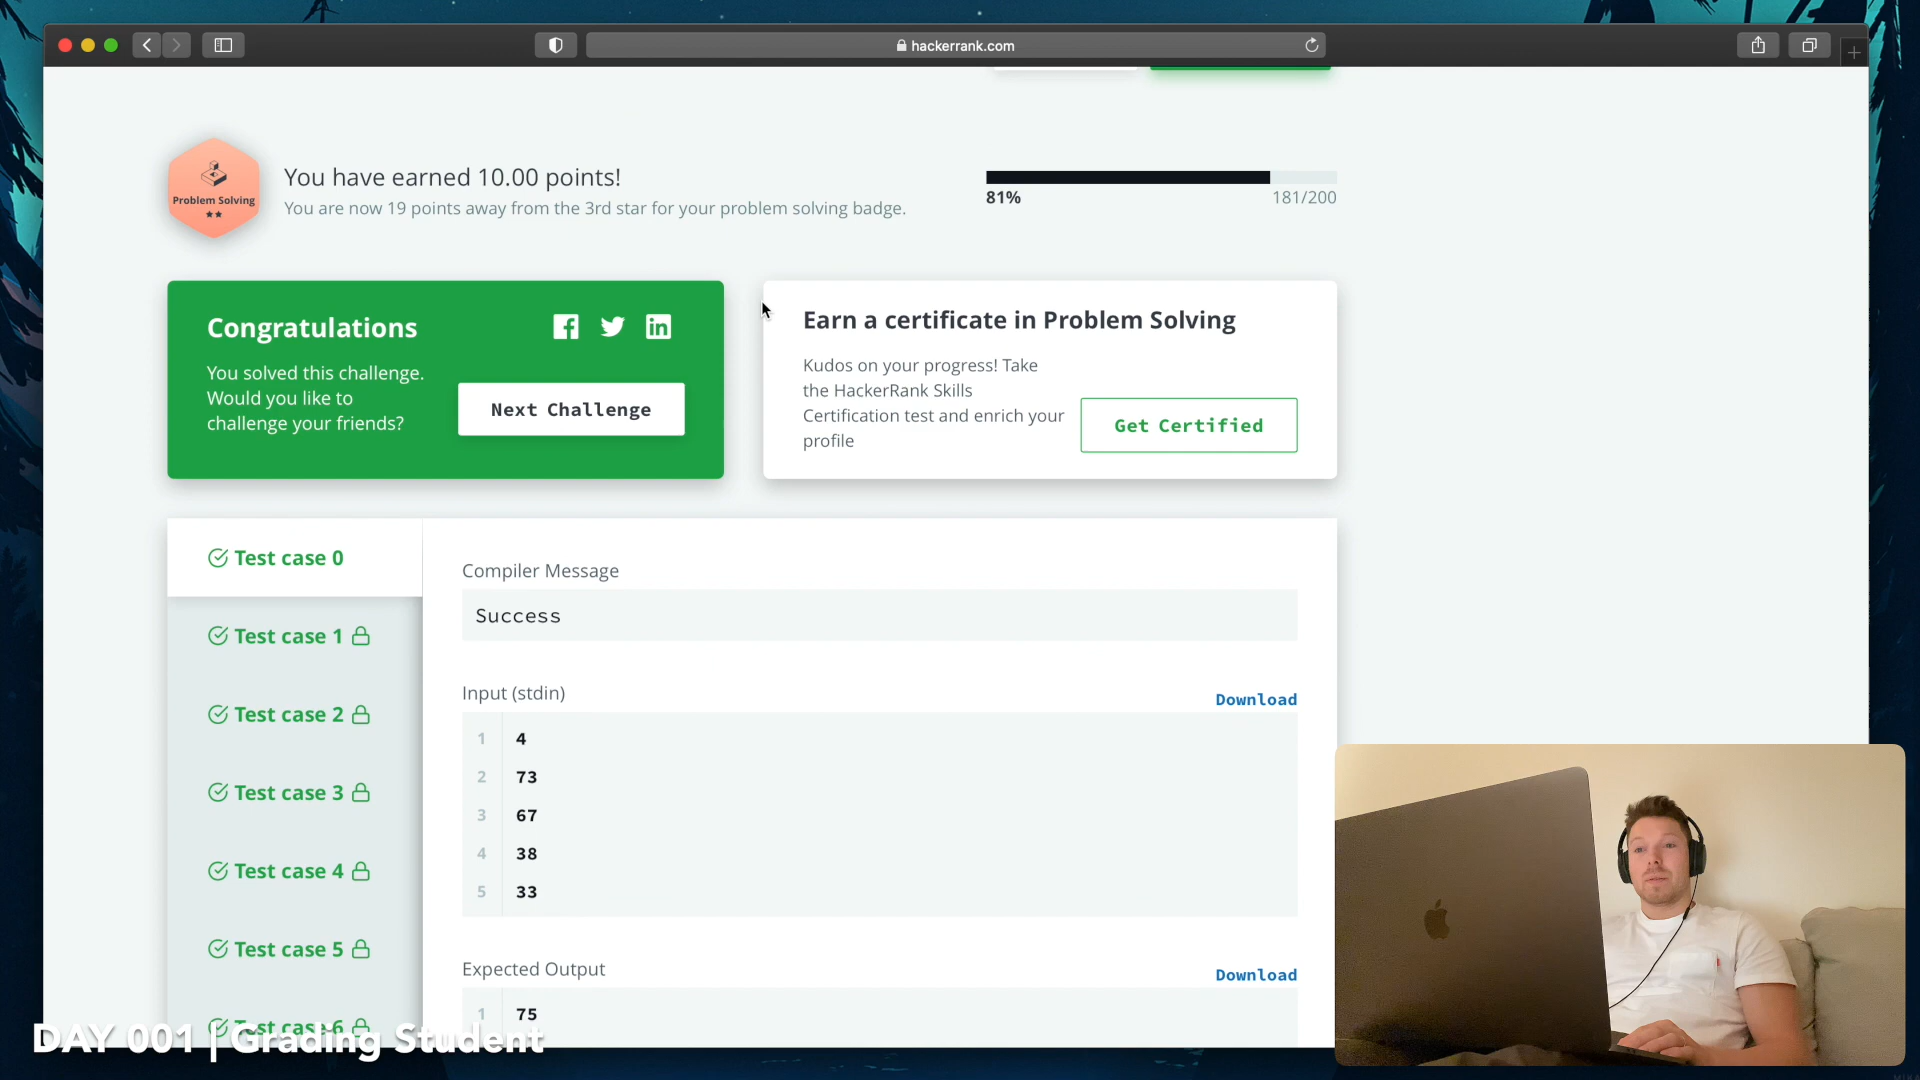 hackerrank.com
You have earned 10.00 points!
You are now 19 points away from the 3rd star for your problem solving badge.
Problem Solving
81%
181/200
Congratulations
You solved this challenge.
Would you like to
challenge your friends?
Next Challenge
Earn a certificate in Problem Solving
Kudos on your progress! Take
the HackerRank Skills
Certification test and enrich your
profile
Get Certified
Test case 0
Test case 1
Test case 2
Test case 3
Test case 4
Test case 5
Test case 6
Compiler Message
Success
Input (stdin)
Download
1 4
2 73
3 67
4 38
5 33
Expected Output
Download
1 75
DAY 001 | Grading Student